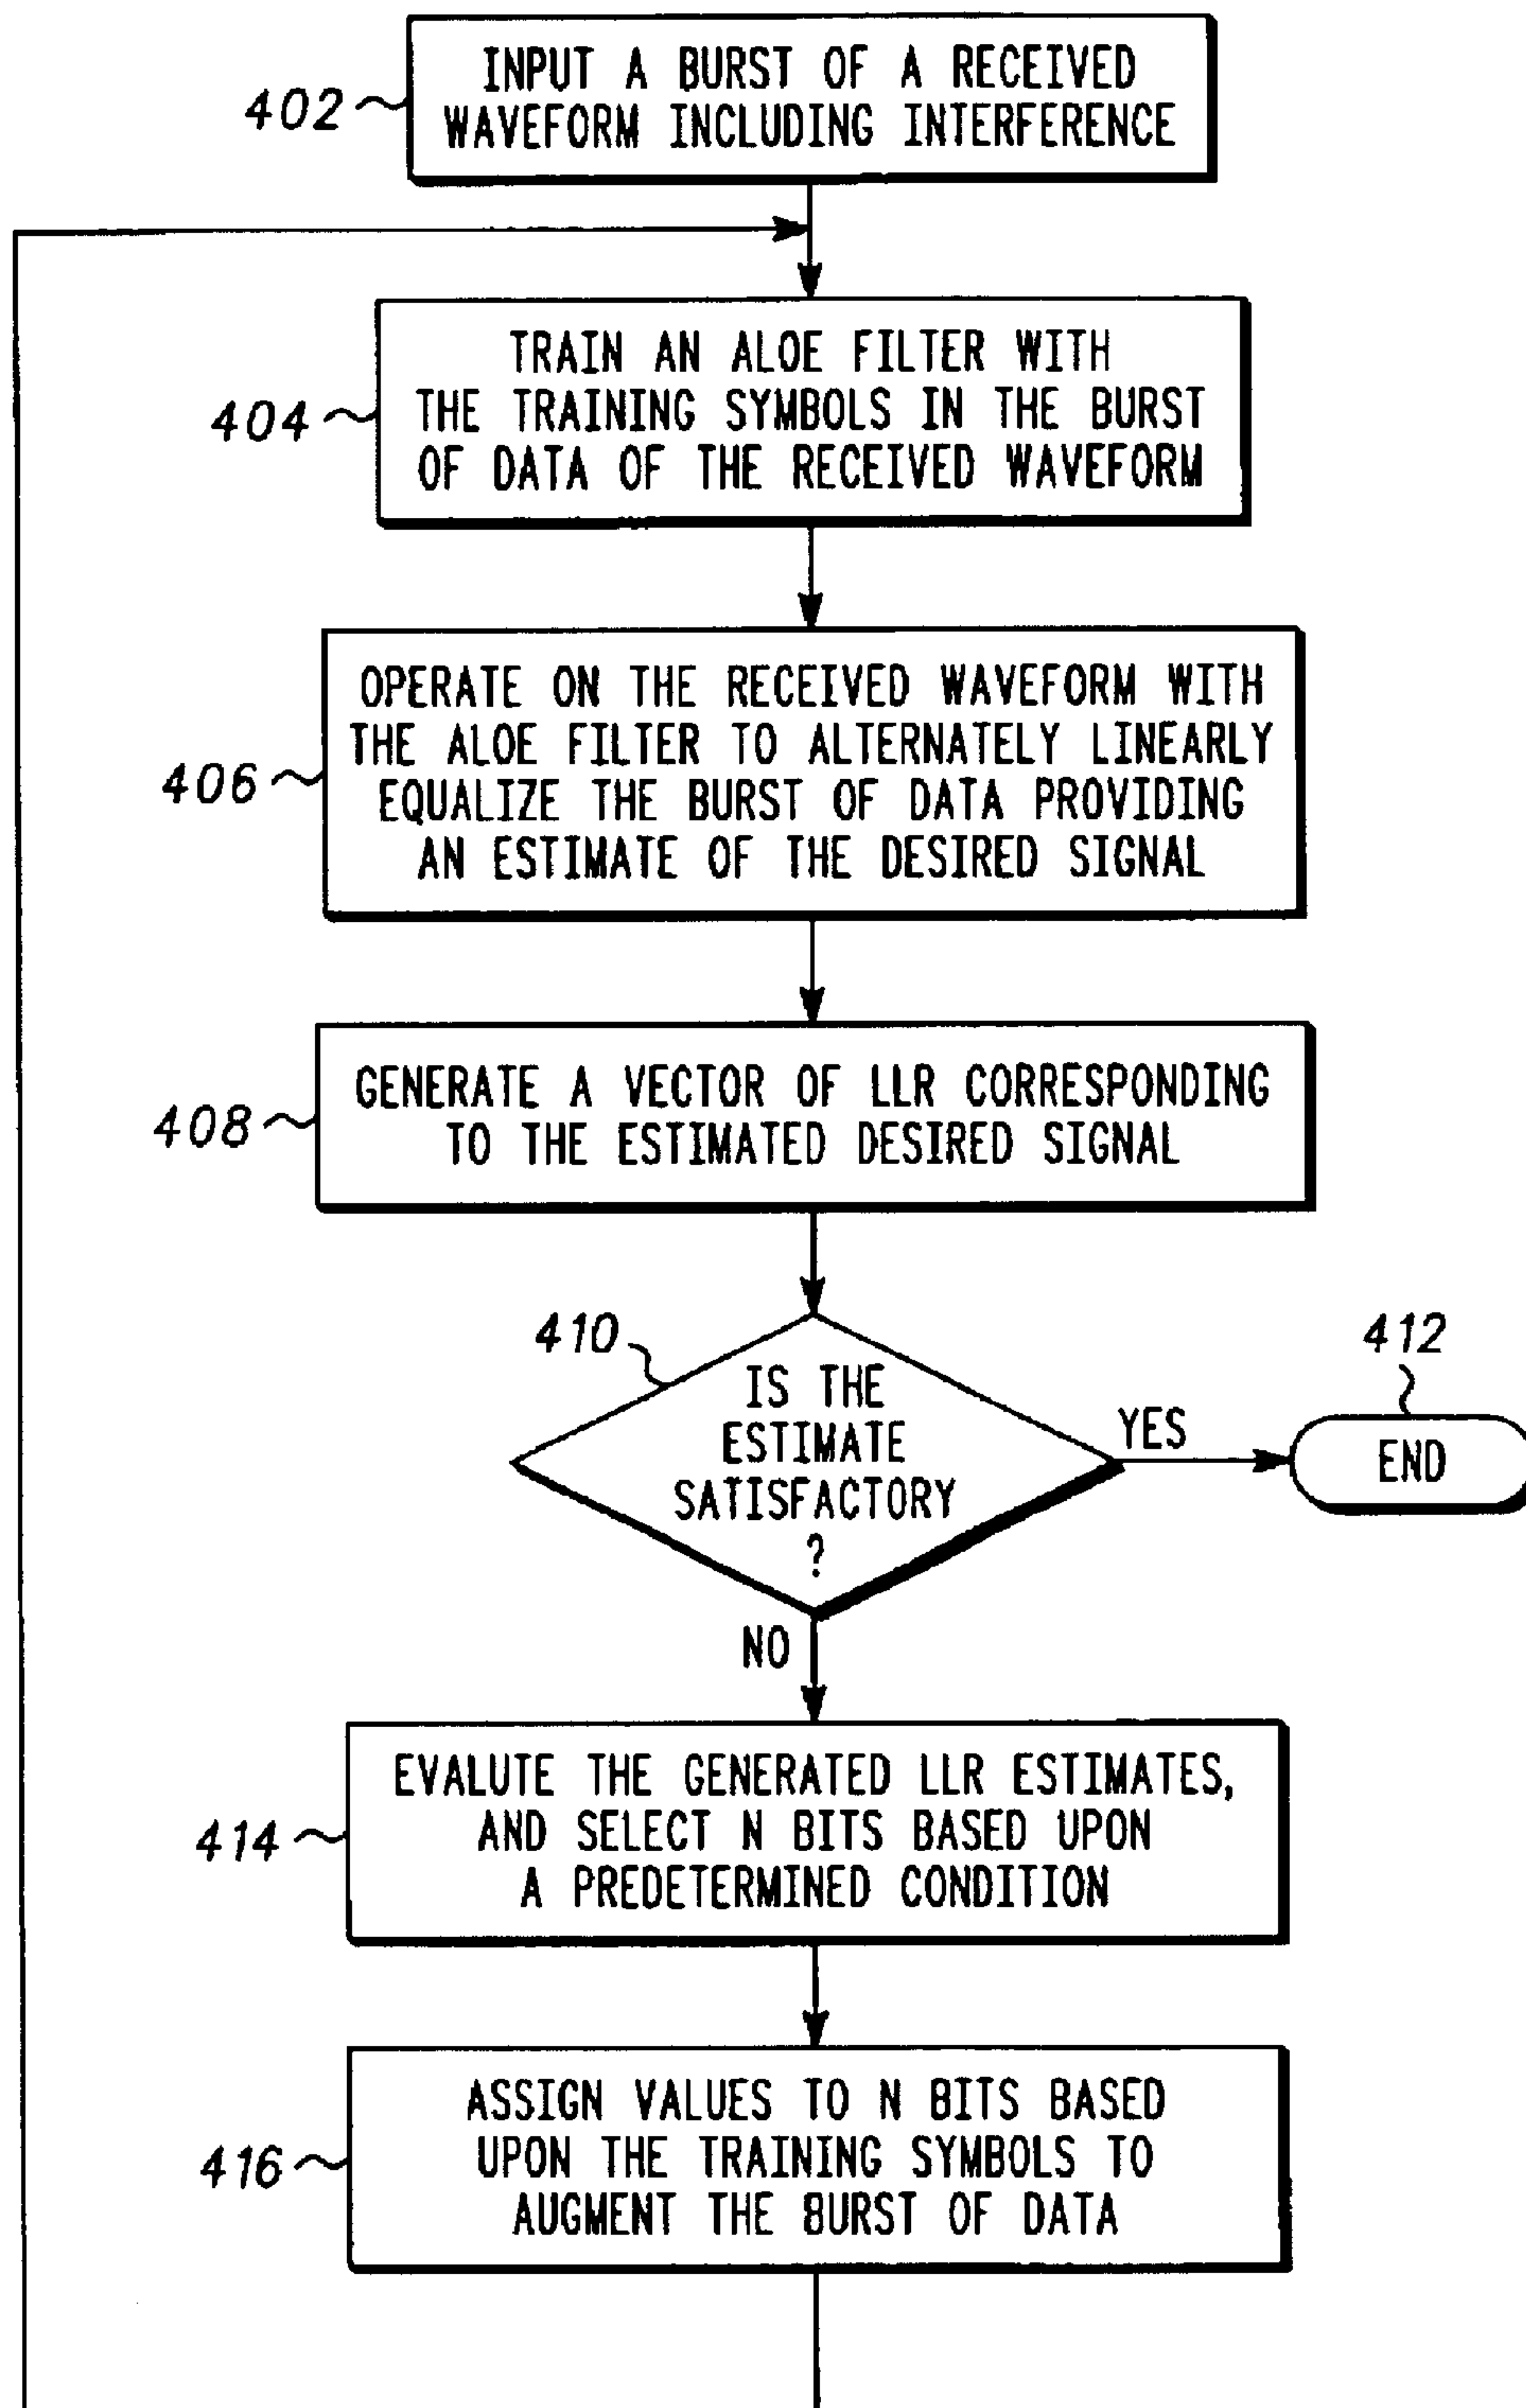 INPUT A BURST OF A RECEIVED
WAVEFORM INCLUDING INTERFERENCE
402
TRAIN AN ALOE FILTER WITH
THE TRAINING SYMBOLS IN THE BURST
OF DATA OF THE RECEIVED WAVEFORM
404
OPERATE ON THE RECEIVED WAVEFORM WITH
THE ALOE FILTER TO ALTERNATELY LINEARLY
EQUALIZE THE BURST OF DATA PROVIDING
AN ESTIMATE OF THE DESIRED SIGNAL
406
GENERATE A VECTOR OF LLR CORRESPONDING
TO THE ESTIMATED DESIRED SIGNAL
408
410
IS THE
ESTIMATE
SATISFACTORY
?
YES
412
END
NO
EVALUTE THE GENERATED LLR ESTIMATES,
AND SELECT N BITS BASED UPON
A PREDETERMINED CONDITION
414
ASSIGN VALUES TO N BITS BASED
UPON THE TRAINING SYMBOLS TO
AUGMENT THE BURST OF DATA
416